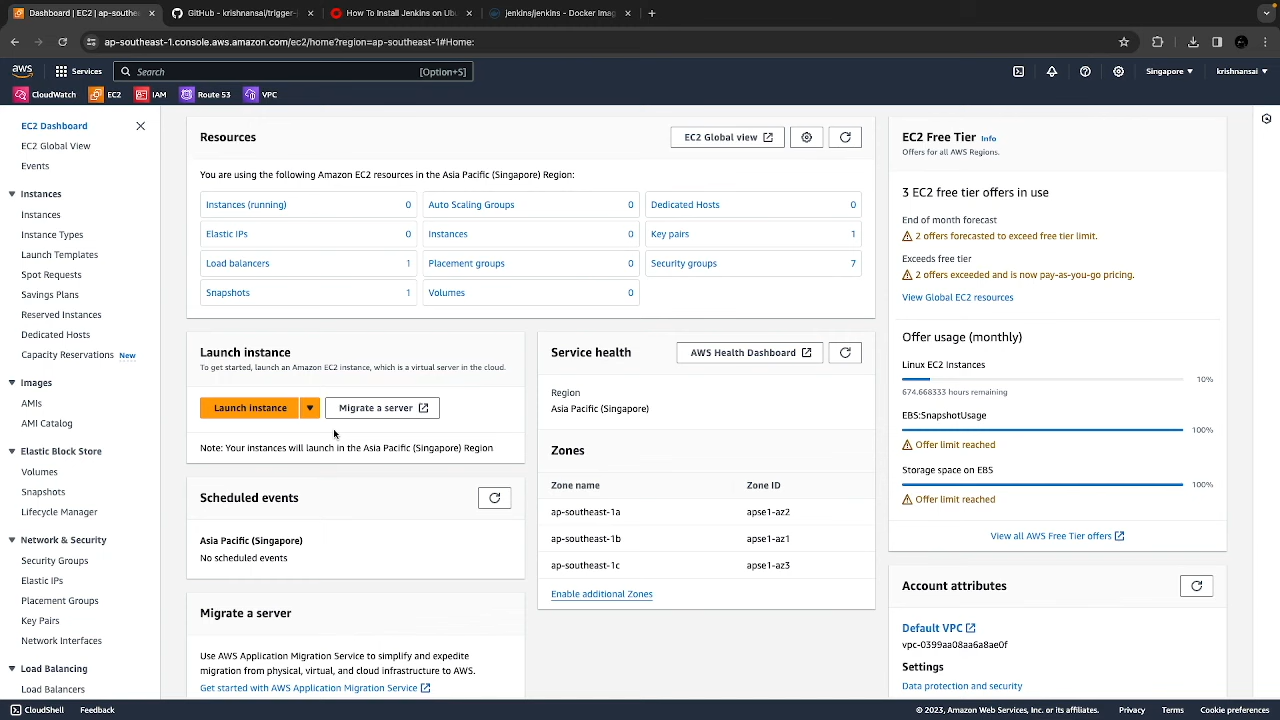 Dashboard | EC2 ap-southe
GitHub - krishnansai/trigger-j
How To Install Jenkins on Ubu
jenkins/jenkins - Docker Imag
ap-southeast-1.console.aws.amazon.com/ec2/home?region=ap-southeast-1#Home:
aws
Services
Search
[Option+S]
Singapore
krishnansai
CloudWatch
EC2
IAM
Route 53
VPC
EC2 Dashboard
EC2 Global View
Events
Instances
Instances
Instance Types
Launch Templates
Spot Requests
Savings Plans
Reserved Instances
Dedicated Hosts
Capacity Reservations New
Images
AMIs
AMI Catalog
Elastic Block Store
Volumes
Snapshots
Lifecycle Manager
Network & Security
Security Groups
Elastic IPs
Placement Groups
Key Pairs
Network Interfaces
Load Balancing
Load Balancers
Resources
EC2 Global view
You are using the following Amazon EC2 resources in the Asia Pacific (Singapore) Region:
Instances (running) 0
Auto Scaling Groups 0
Dedicated Hosts 0
Elastic IPs 0
Instances 0
Key pairs 1
Load balancers 1
Placement groups 0
Security groups 7
Snapshots 1
Volumes 0
Launch instance
To get started, launch an Amazon EC2 instance, which is a virtual server in the cloud.
Launch instance
Migrate a server
Note: Your instances will launch in the Asia Pacific (Singapore) Region
Scheduled events
Asia Pacific (Singapore)
No scheduled events
Migrate a server
Use AWS Application Migration Service to simplify and expedite
migration from physical, virtual, and cloud infrastructure to AWS.
Get started with AWS Application Migration Service
Service health
AWS Health Dashboard
Region
Asia Pacific (Singapore)
Zones
Zone name Zone ID
ap-southeast-1a apse1-az2
ap-southeast-1b apse1-az1
ap-southeast-1c apse1-az3
Enable additional Zones
EC2 Free Tier Info
Offers for all AWS Regions.
3 EC2 free tier offers in use
End of month forecast
2 offers forecasted to exceed free tier limit.
Exceeds free tier
2 offers exceeded and is now pay-as-you-go pricing.
View Global EC2 resources
Offer usage (monthly)
Linux EC2 Instances
10%
674.668333 hours remaining
EBS:SnapshotUsage
100%
Offer limit reached
Storage space on EBS
100%
Offer limit reached
View all AWS Free Tier offers
Account attributes
Default VPC
vpc-0399aa08aa6a8ae0f
Settings
Data protection and security
CloudShell
Feedback
© 2023, Amazon Web Services, Inc. or its affiliates.
Privacy
Terms
Cookie preferences